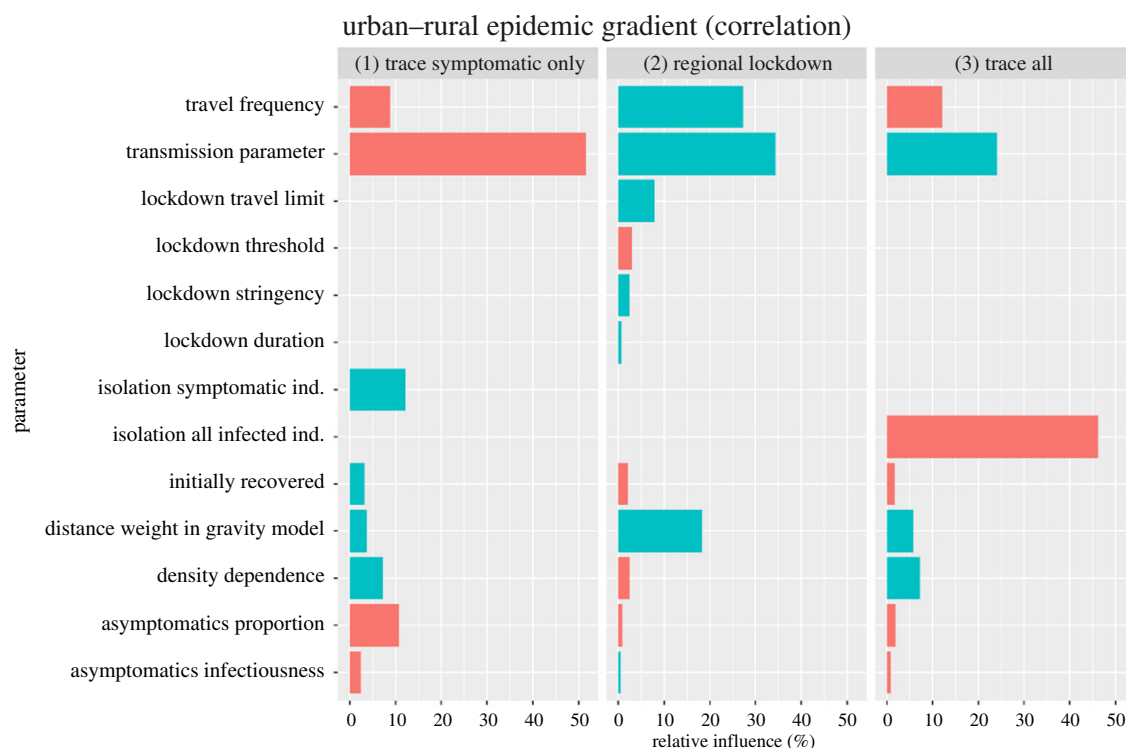 urban–rural epidemic gradient (correlation)
(1) trace symptomatic only
(2) regional lockdown
(3) trace all
travel frequency
transmission parameter
lockdown travel limit
lockdown threshold
lockdown stringency
lockdown duration
isolation symptomatic ind.
isolation all infected ind.
initially recovered
distance weight in gravity model
density dependence
asymptomatics proportion
asymptomatics infectiousness
parameter
0 10 20 30 40 50
0 10 20 30 40 50
0 10 20 30 40 50
relative influence (%)